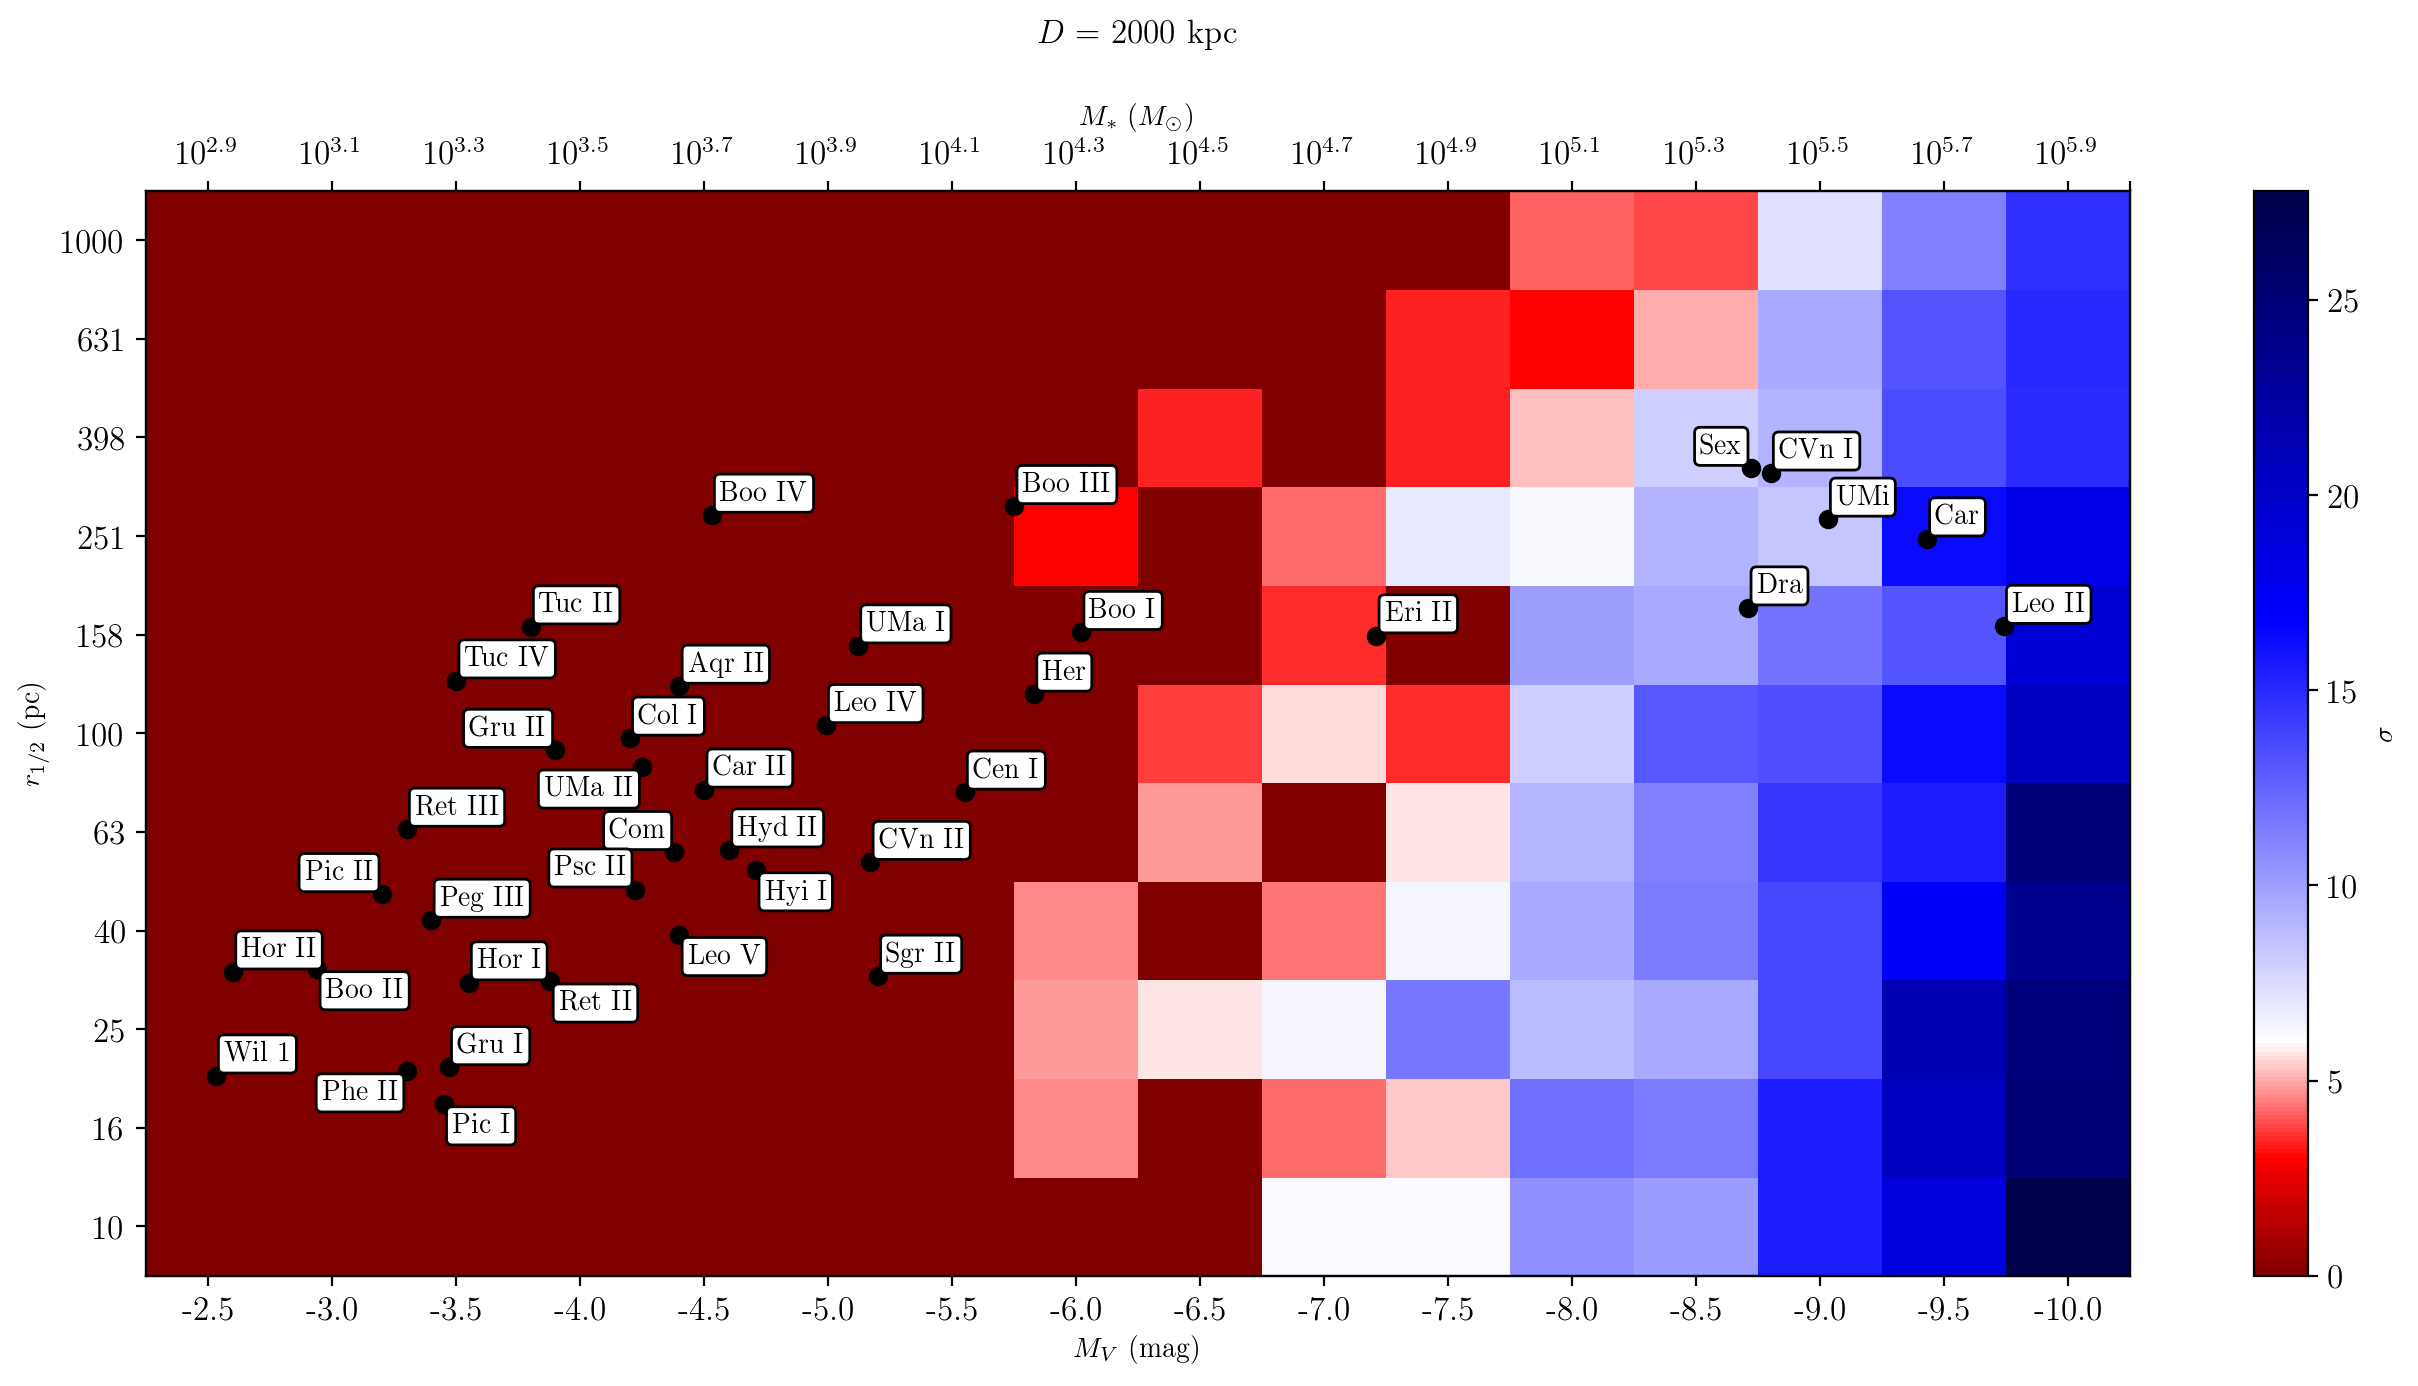 D = 2000 kpc
M* (M⊙)
10^2.9 10^3.1 10^3.3 10^3.5 10^3.7 10^3.9 10^4.1 10^4.3 10^4.5 10^4.7 10^4.9 10^5.1 10^5.3 10^5.5 10^5.7 10^5.9
1000
631
398
251
158
100
63
40
25
16
10
r1/2 (pc)
Sex
CVn I
Boo IV
Boo III
UMi
Car
Dra
Tuc II
UMa I
Boo I
Eri II
Leo II
Tuc IV
Aqr II
Her
Gru II
Col I
Leo IV
UMa II
Car II
Cen I
Ret III
Com
Hyd II
CVn II
Pic II
Psc II
Hyi I
Peg III
Hor II
Hor I
Leo V
Sgr II
Boo II
Ret II
Wil 1
Gru I
Phe II
Pic I
-2.5 -3.0 -3.5 -4.0 -4.5 -5.0 -5.5 -6.0 -6.5 -7.0 -7.5 -8.0 -8.5 -9.0 -9.5 -10.0
MV (mag)
25
20
15
10
5
0
σ